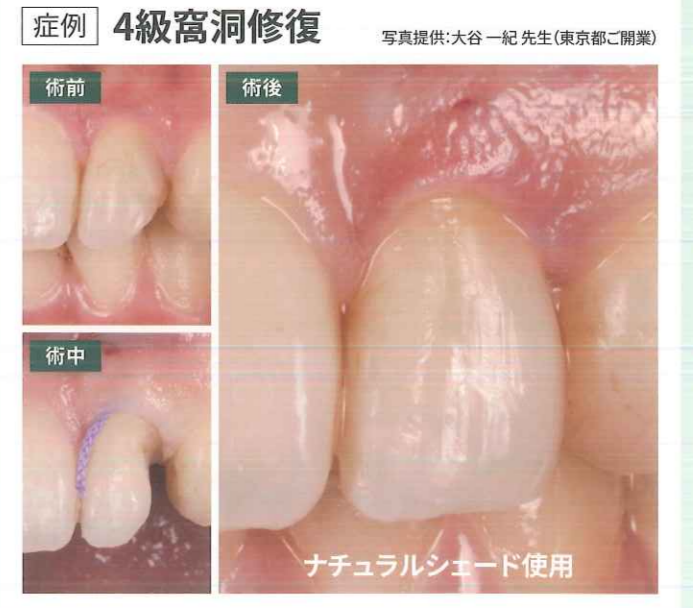 症例 4級窩洞修復
写真提供:大谷 一紀 先生(東京都ご開業)
術前
術後
術中
ナチュラルシェード使用